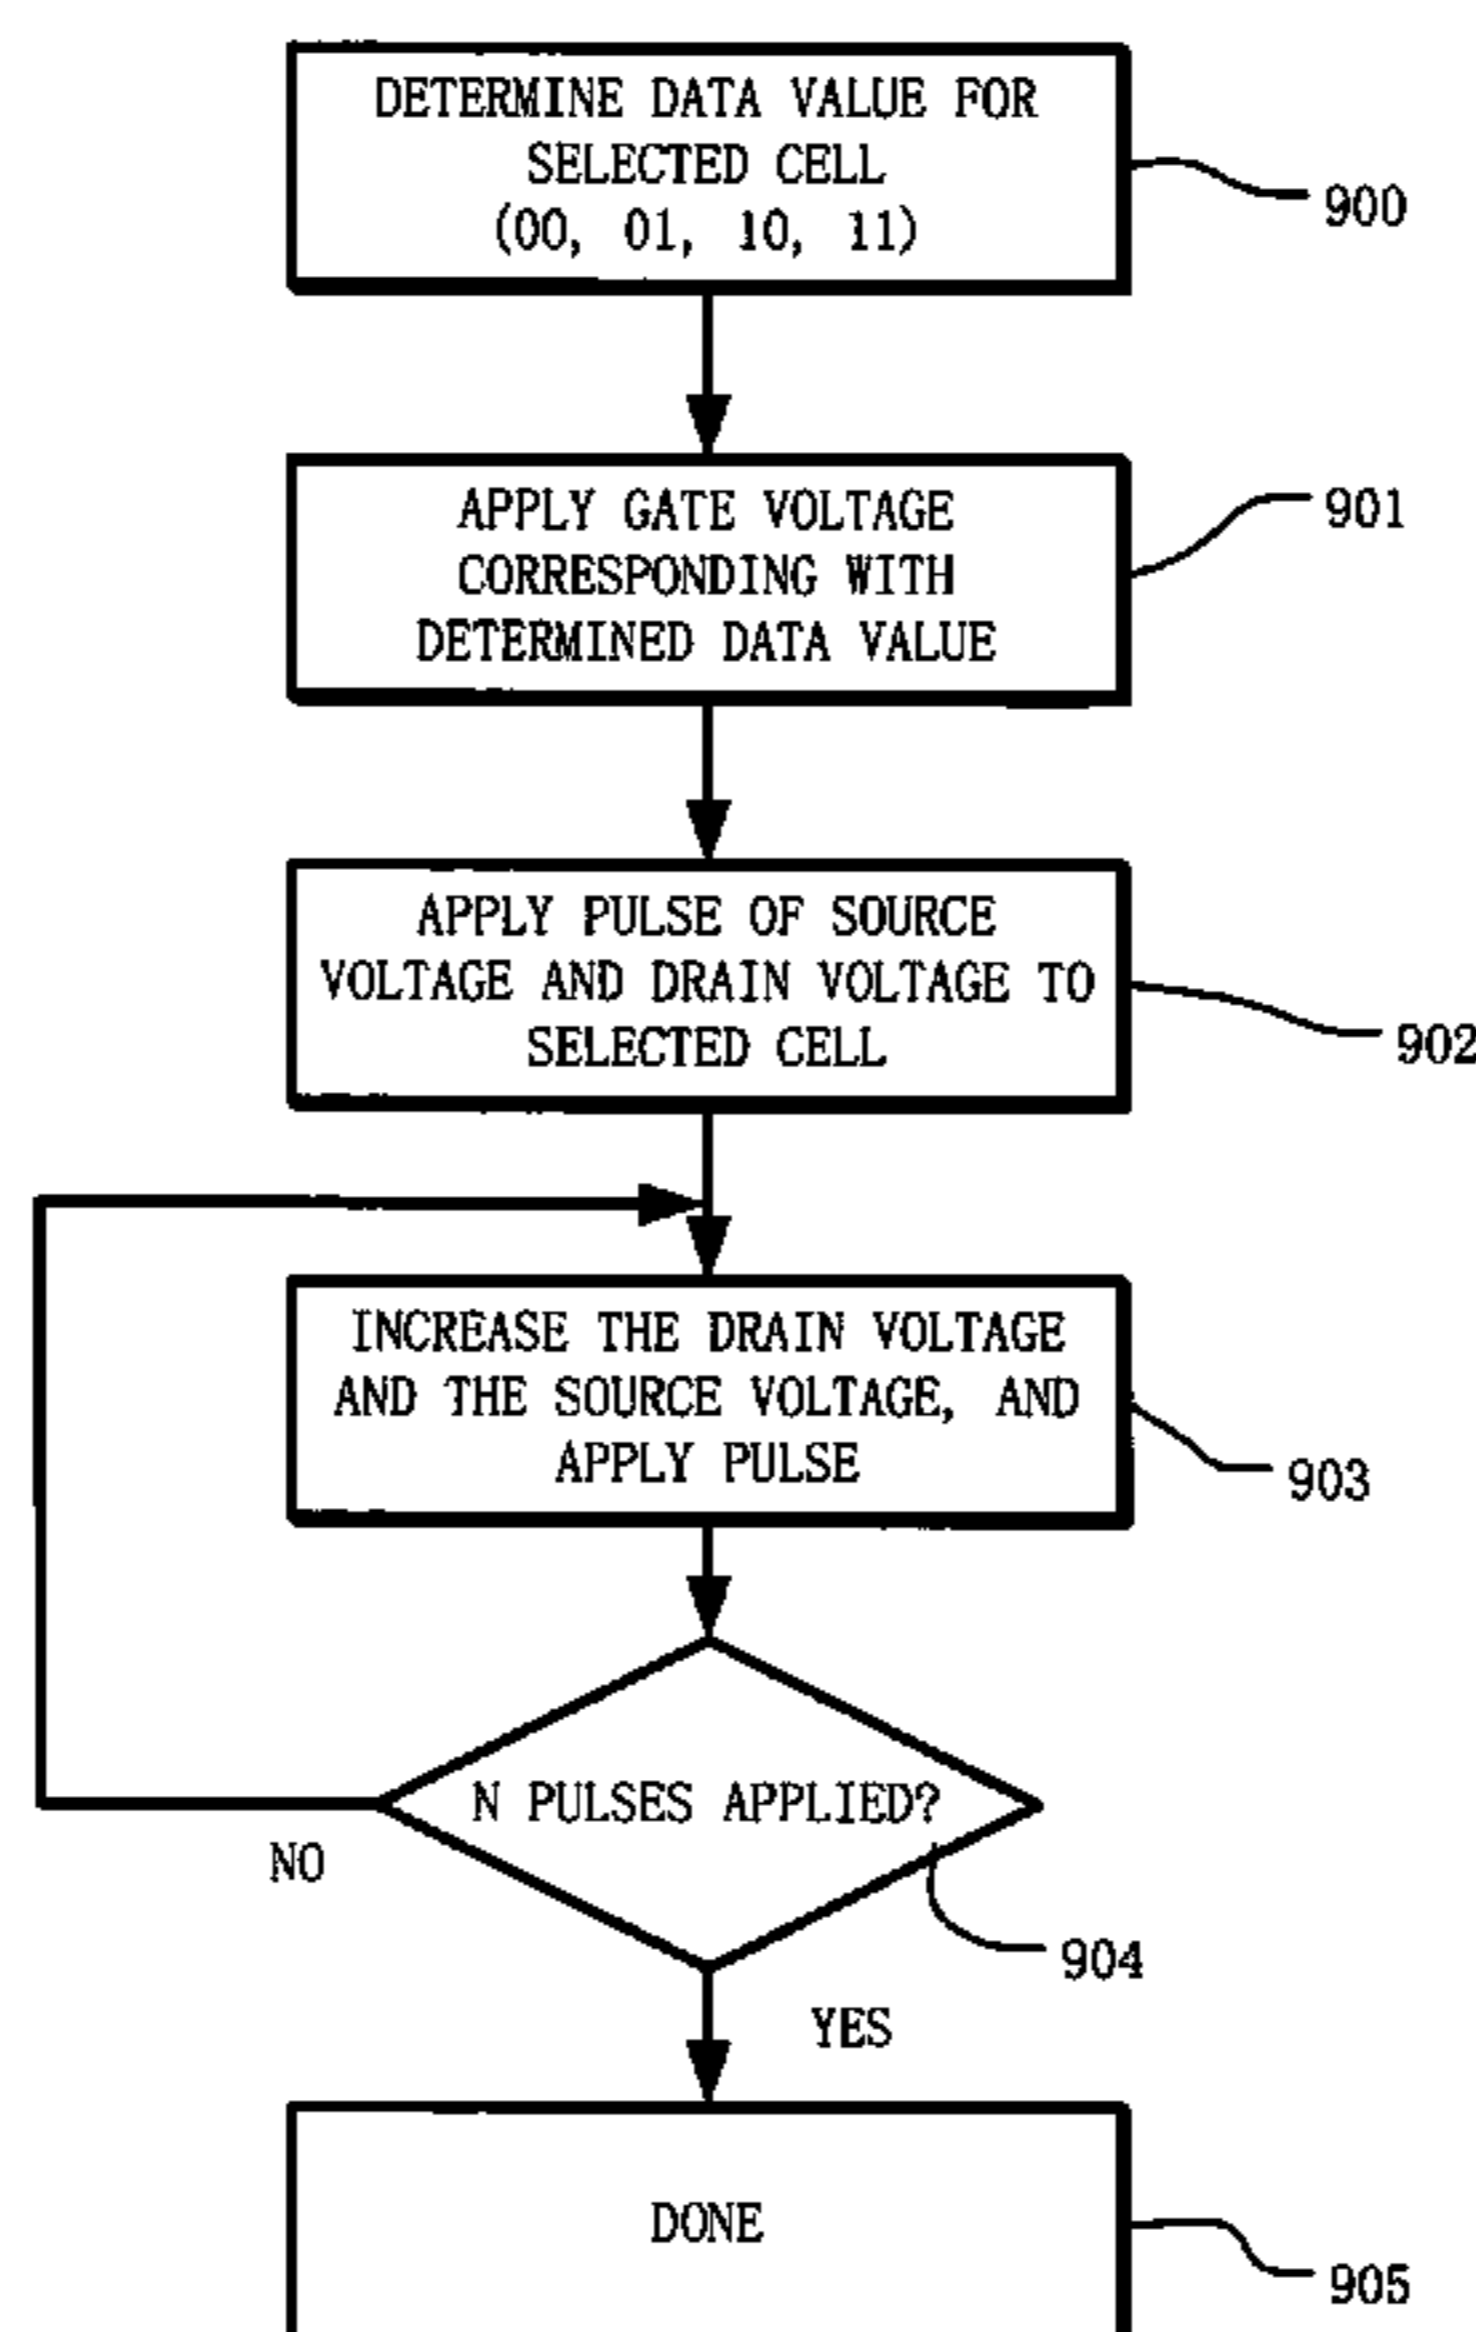 DETERMINE DATA VALUE FOR
SELECTED CELL
(00, 01, 10, 11)
900
APPLY GATE VOLTAGE
CORRESPONDING WITH
DETERMINED DATA VALUE
901
APPLY PULSE OF SOURCE
VOLTAGE AND DRAIN VOLTAGE TO
SELECTED CELL
902
INCREASE THE DRAIN VOLTAGE
AND THE SOURCE VOLTAGE, AND
APPLY PULSE
903
N PULSES APPLIED?
NO
904
YES
DONE
905